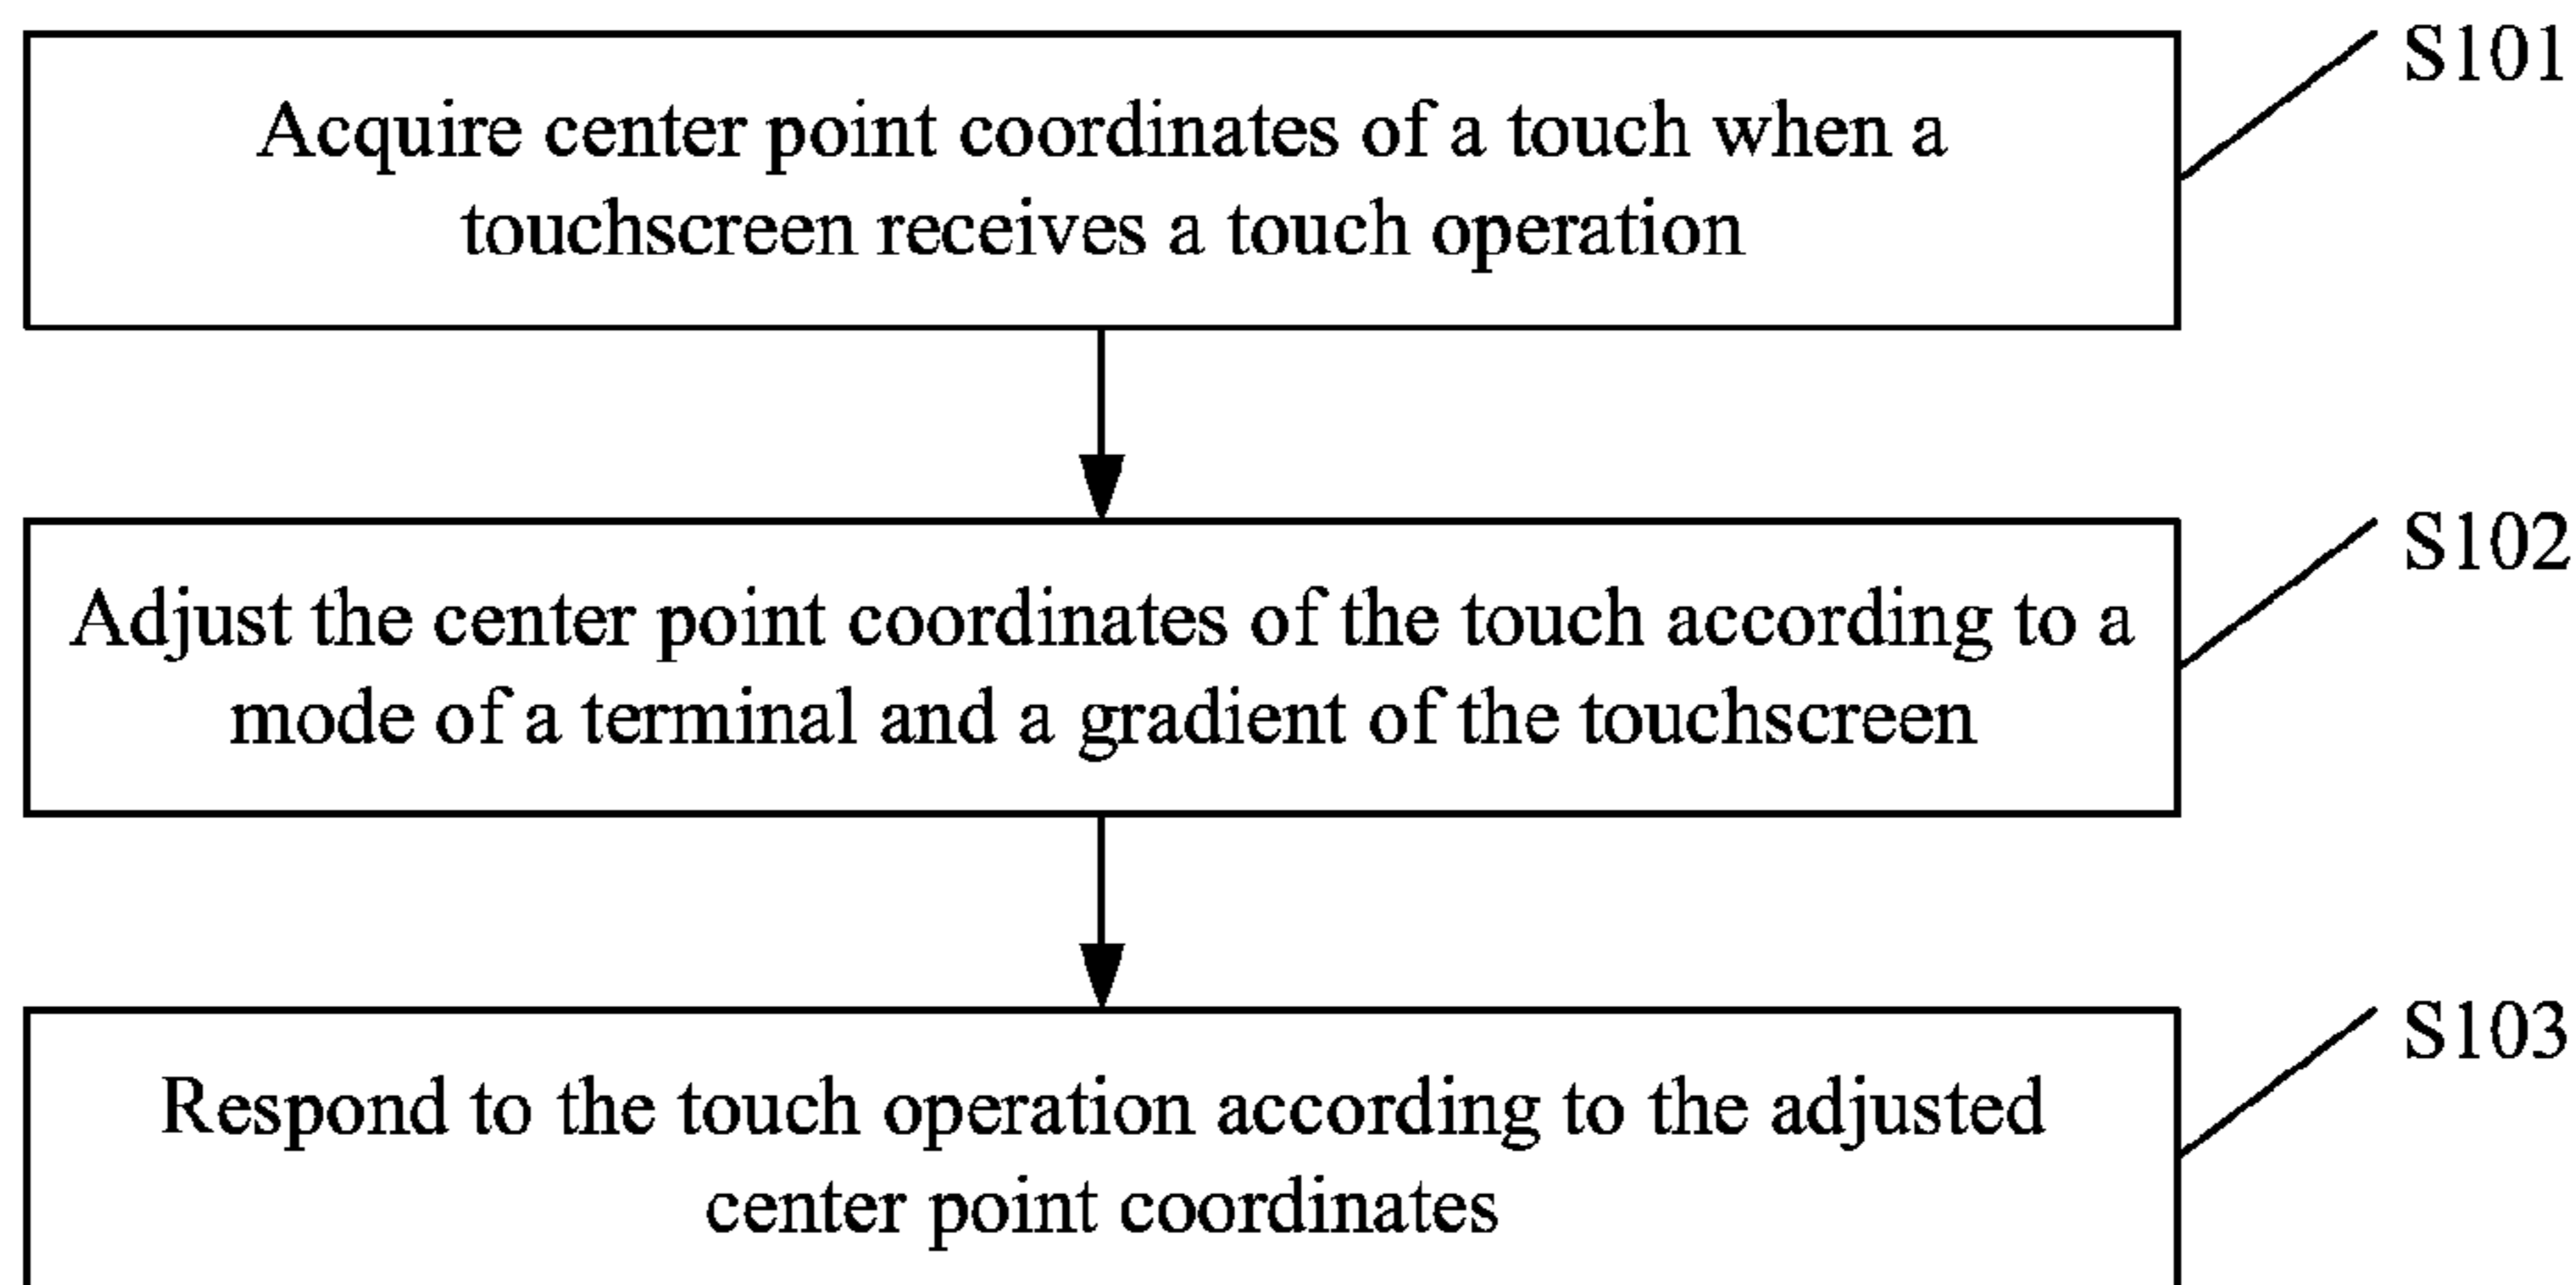 S101
Acquire center point coordinates of a touch when a
touchscreen receives a touch operation
S102
Adjust the center point coordinates of the touch according to a
mode of a terminal and a gradient of the touchscreen
S103
Respond to the touch operation according to the adjusted
center point coordinates